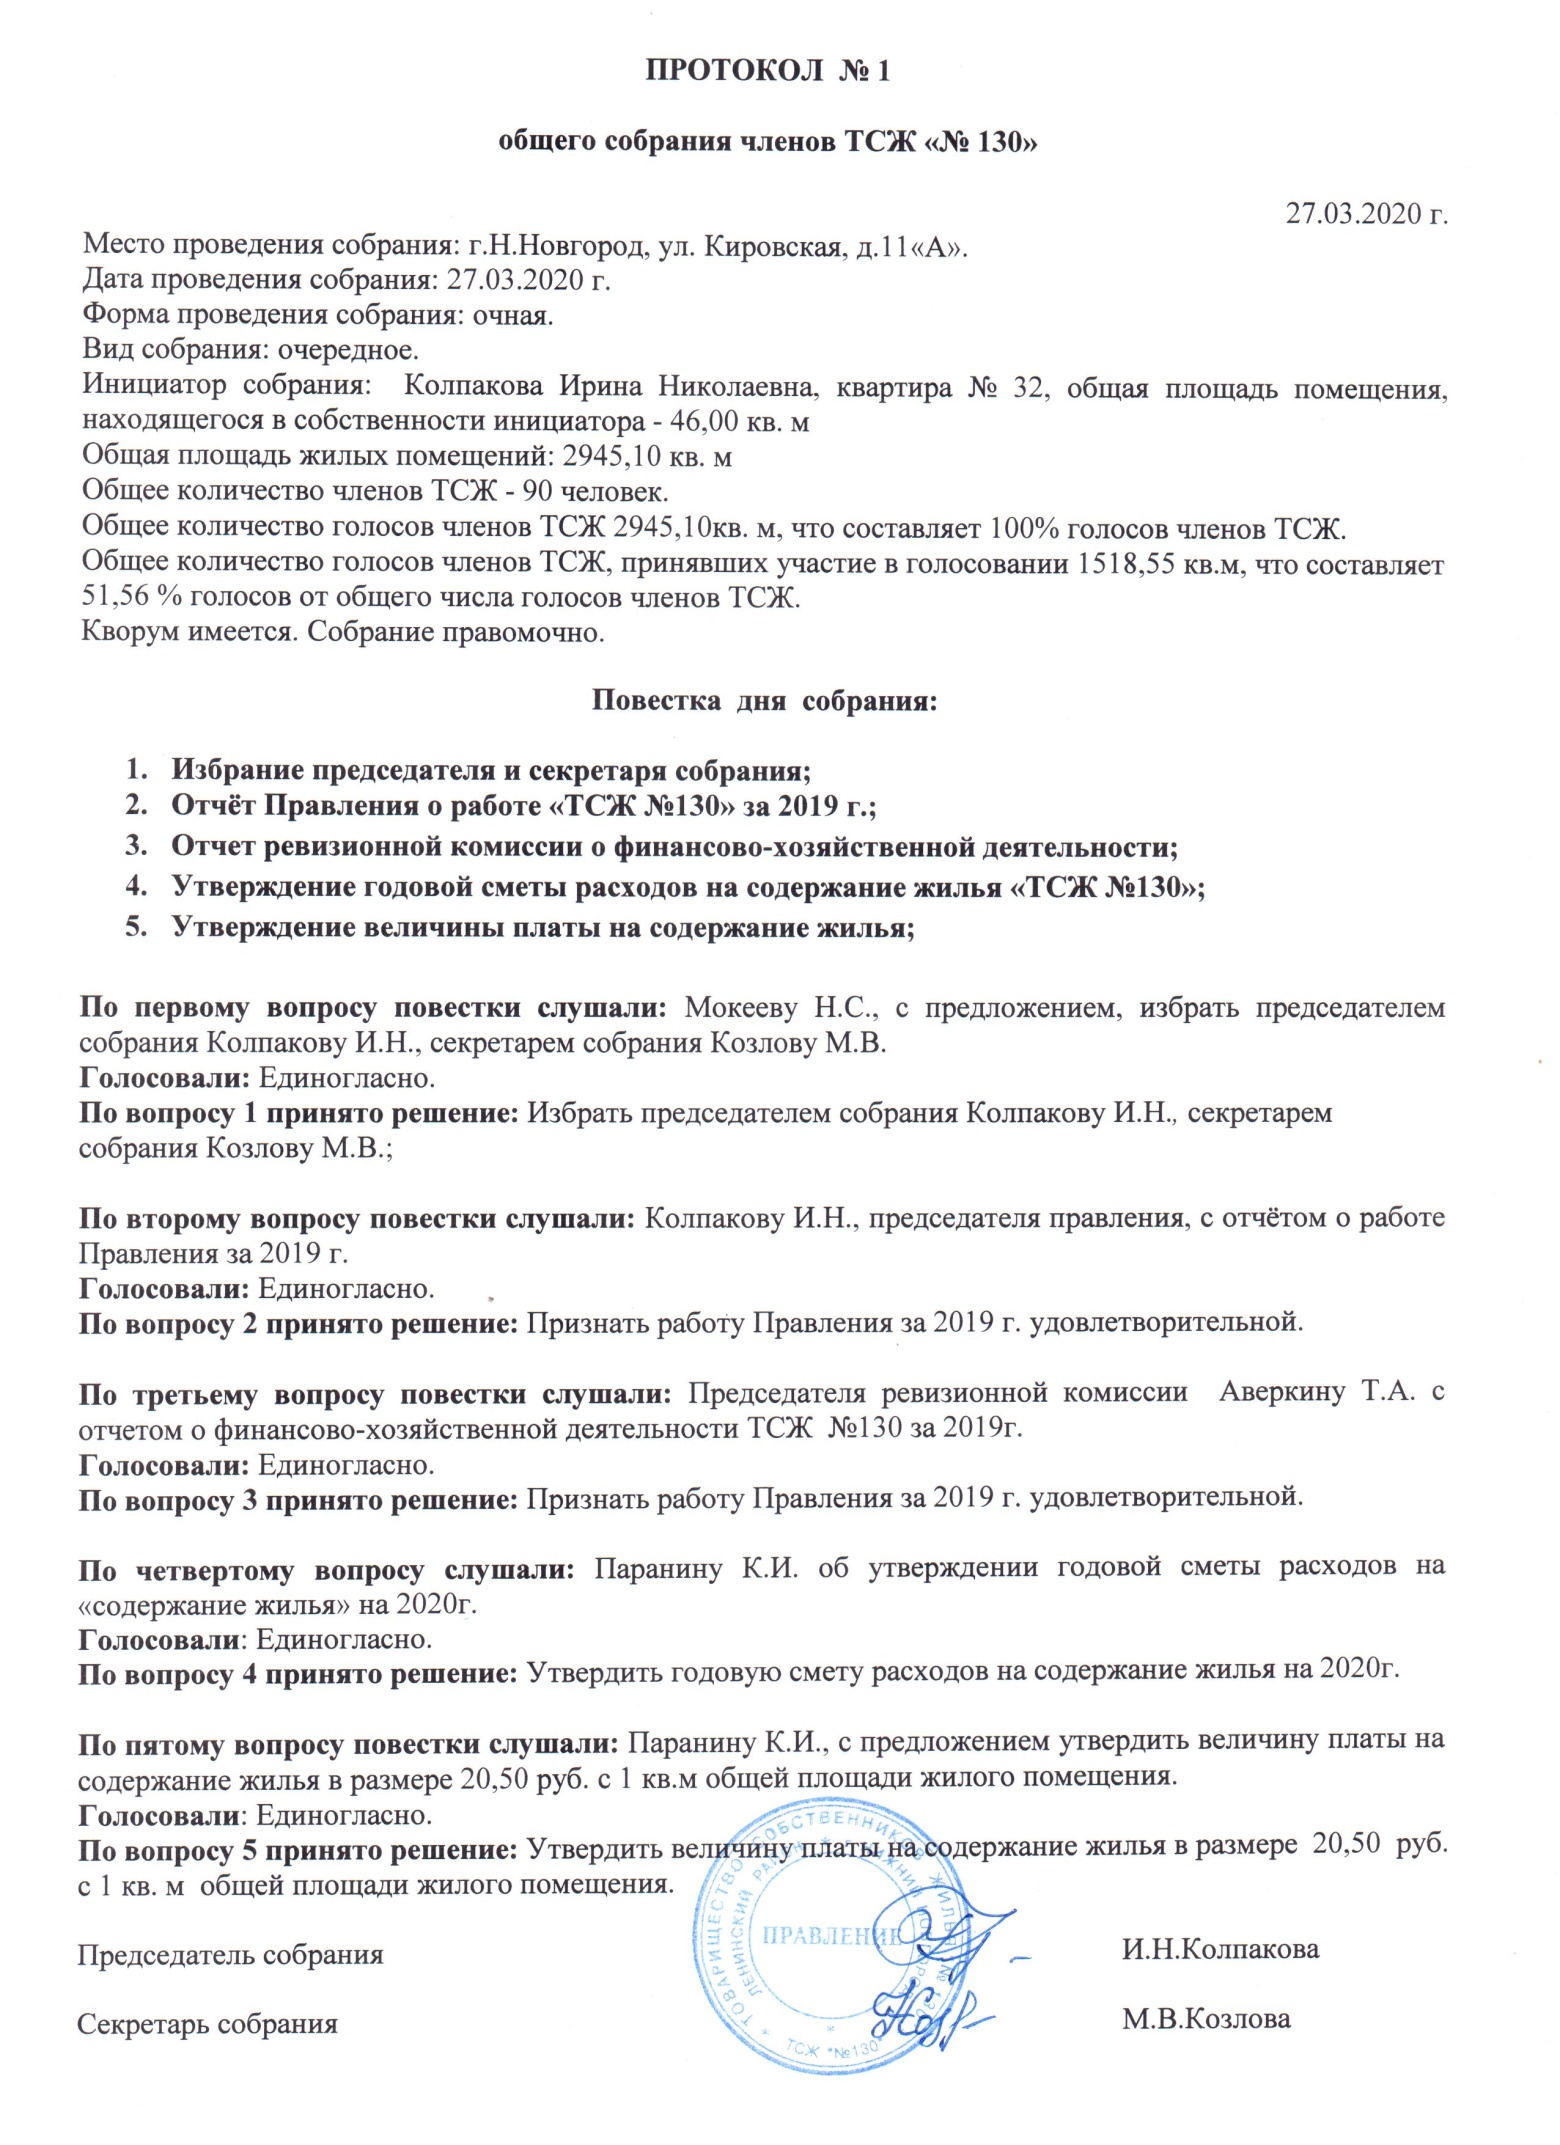 ПРОТОКОЛ № 1
общего собрания членов ТСЖ «№ 130»
27.03.2020 г.
Место проведения собрания: г.Н.Новгород, ул. Кировская, д.11«А».
Дата проведения собрания: 27.03.2020 г.
Форма проведения собрания: очная.
Вид собрания: очередное.
Инициатор собрания: Колпакова Ирина Николаевна, квартира № 32, общая площадь помещения,
находящегося в собственности инициатора - 46,00 кв. м
Общая площадь жилых помещений: 2945,10 кв. м
Общее количество членов ТСЖ - 90 человек.
Общее количество голосов членов ТСЖ 2945,10кв. м, что составляет 100% голосов членов ТСЖ.
Общее количество голосов членов ТСЖ, принявших участие в голосовании 1518,55 кв.м, что составляет
51,56 % голосов от общего числа голосов членов ТСЖ.
Кворум имеется. Собрание правомочно.
Повестка дня собрания:
1. Избрание председателя и секретаря собрания;
2. Отчёт Правления о работе «ТСЖ №130» за 2019 г.;
3. Отчет ревизионной комиссии о финансово-хозяйственной деятельности;
4. Утверждение годовой сметы расходов на содержание жилья «ТСЖ №130»;
5. Утверждение величины платы на содержание жилья;
По первому вопросу повестки слушали: Мокееву Н.С., с предложением, избрать председателем
собрания Колпакову И.Н., секретарем собрания Козлову М.В.
Голосовали: Единогласно.
По вопросу 1 принято решение: Избрать председателем собрания Колпакову И.Н., секретарем
собрания Козлову М.В.;
По второму вопросу повестки слушали: Колпакову И.Н., председателя правления, с отчётом о работе
Правления за 2019 г.
Голосовали: Единогласно.
По вопросу 2 принято решение: Признать работу Правления за 2019 г. удовлетворительной.
По третьему вопросу повестки слушали: Председателя ревизионной комиссии Аверкину Т.А. с
отчетом о финансово-хозяйственной деятельности ТСЖ №130 за 2019г.
Голосовали: Единогласно.
По вопросу 3 принято решение: Признать работу Правления за 2019 г. удовлетворительной.
По четвертому вопросу слушали: Паранину К.И. об утверждении годовой сметы расходов на
«содержание жилья» на 2020г.
Голосовали: Единогласно.
По вопросу 4 принято решение: Утвердить годовую смету расходов на содержание жилья на 2020г.
По пятому вопросу повестки слушали: Паранину К.И., с предложением утвердить величину платы на
содержание жилья в размере 20,50 руб. с 1 кв.м общей площади жилого помещения.
Голосовали: Единогласно.
По вопросу 5 принято решение: Утвердить величину платы на содержание жилья в размере 20,50 руб.
с 1 кв. м общей площади жилого помещения.
Председатель собрания И.Н.Колпакова
Секретарь собрания М.В.Козлова
ТОВАРИЩЕСТВО СОБСТВЕННИКОВ ЖИЛЬЯ № 130
ЛЕНИНСКИЙ РАЙОН
ПРАВЛЕНИЕ
ТСЖ "№130"